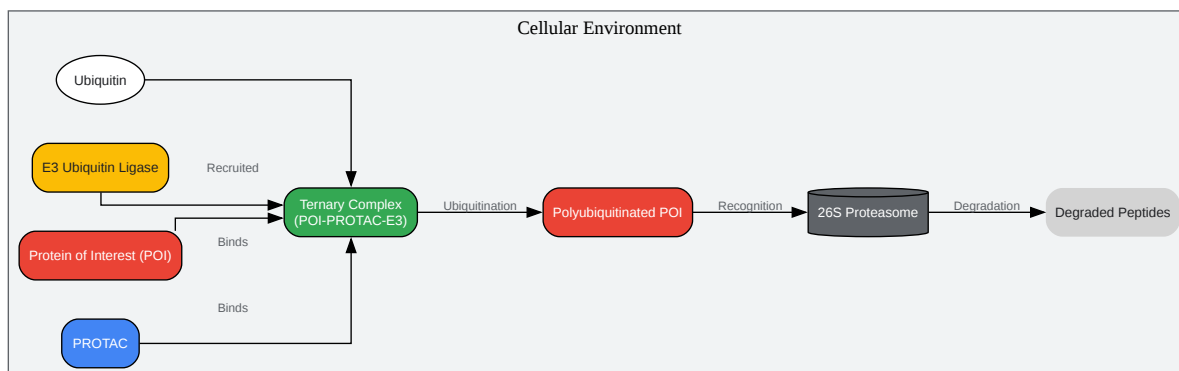 Cellular Environment
Ubiquitin
E3 Ubiquitin Ligase
Recruited
Ternary Complex
(POI-PROTAC-E3)
Ubiquitination
Polyubiquitinated POI
Recognition
26S Proteasome
Degradation
Degraded Peptides
Protein of Interest (POI)
Binds
Binds
PROTAC